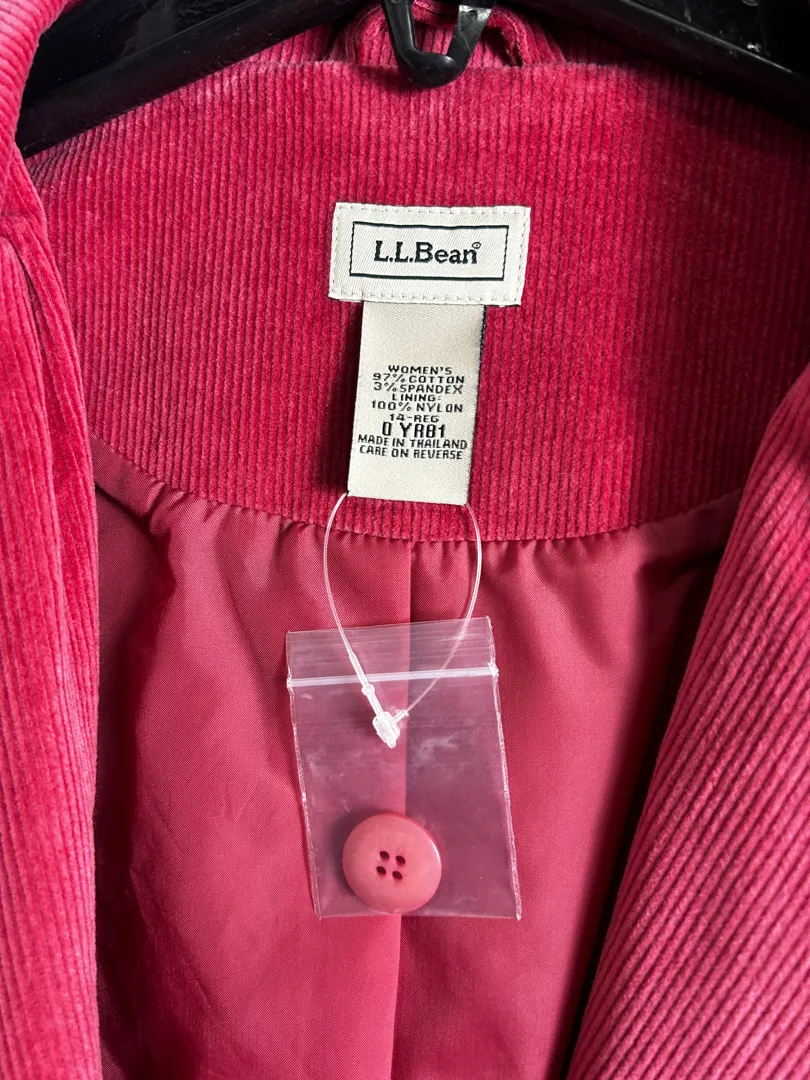 L.L.Bean®
WOMEN'S
97% COTTON
3% SPANDEX
LINING:
100% NYLON
14-REG
0 YR81
MADE IN THAILAND
CARE ON REVERSE